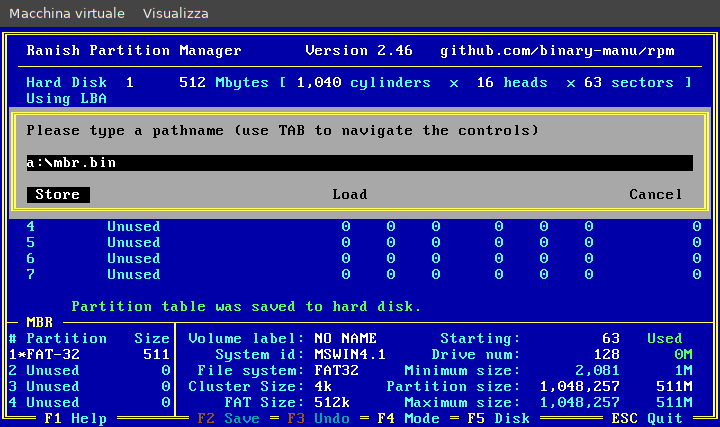 Macchina virtuale Visualizza
Ranish Partition Manager Version 2.46 github.com/binary-manu/rpm
Hard Disk 1 512 Mbytes [ 1,040 cylinders x 16 heads x 63 sectors ]
Using LBA
Please type a pathname (use TAB to navigate the controls)
a:\mbr.bin
Store Load Cancel
4 Unused 0 0 0 0 0 0 0
5 Unused 0 0 0 0 0 0 0
6 Unused 0 0 0 0 0 0 0
7 Unused 0 0 0 0 0 0 0
Partition table was saved to hard disk.
MBR
# Partition Size Volume label: NO NAME Starting: 63 Used
1*FAT-32 511 System id: MSWIN4.1 Drive num: 128 0M
2 Unused 0 File system: FAT32 Minimum size: 2,081 1M
3 Unused 0 Cluster Size: 4k Partition size: 1,048,257 511M
4 Unused 0 FAT Size: 512k Maximum size: 1,048,257 511M
F1 Help F2 Save = F3 Undo = F4 Mode = F5 Disk ESC Quit